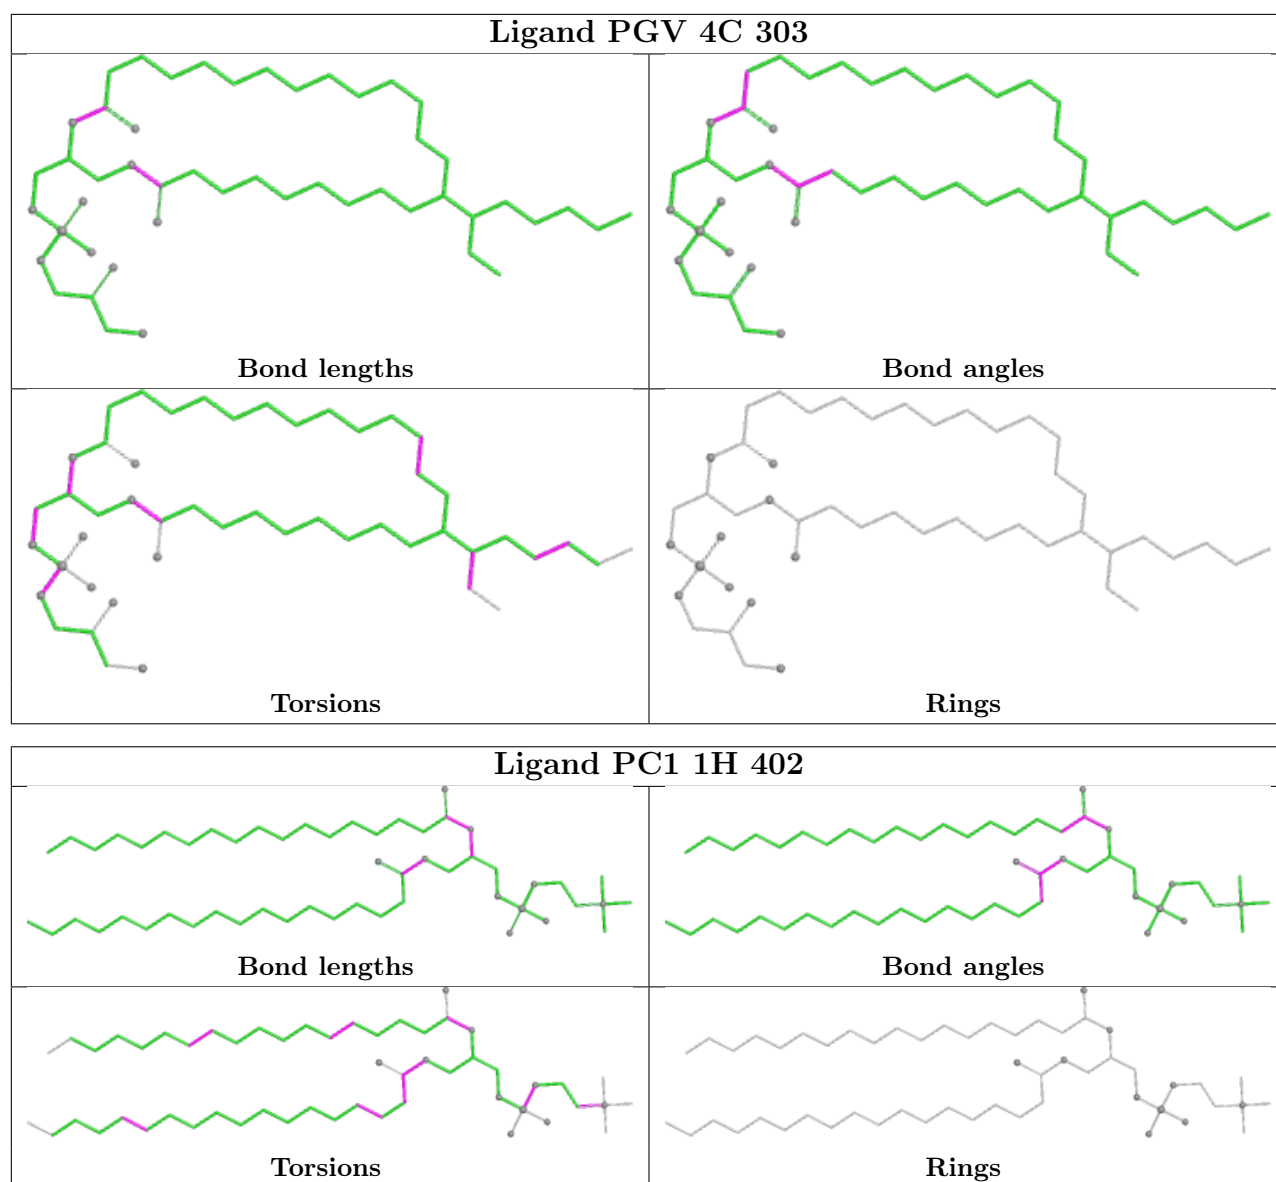 Ligand PGV 4C 303
Bond lengths
Bond angles
Torsions
Rings
Ligand PC1 1H 402
Bond lengths
Bond angles
Torsions
Rings